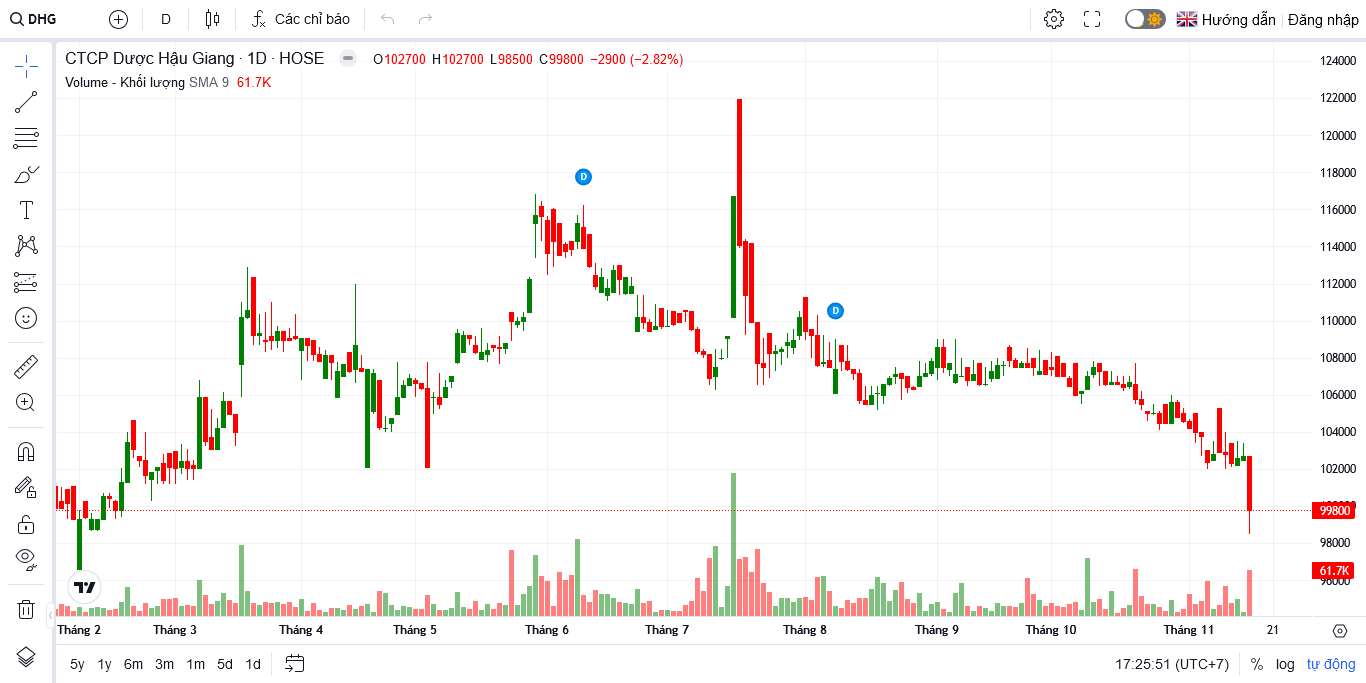 DHG D Các chỉ báo Hướng dẫn Đăng nhập
CTCP Dược Hậu Giang · 1D · HOSE O102700 H102700 L98500 C99800 −2900 (−2.82%)
Volume - Khối lượng SMA 9 61.7K
124000
122000
120000
118000
D
116000
114000
112000
D
110000
108000
106000
104000
102000
99800
98000
61.7K
96000
Tháng 2 Tháng 3 Tháng 4 Tháng 5 Tháng 6 Tháng 7 Tháng 8 Tháng 9 Tháng 10 Tháng 11 21
5y 1y 6m 3m 1m 5d 1d 17:25:51 (UTC+7) % log tự động